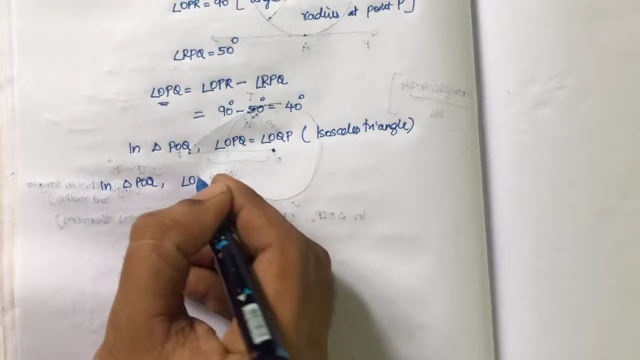 ∠OPR = 90°
radius at point P]
∠RPQ = 50°
∠OPQ = ∠OPR - ∠RPQ
= 90° - 50° = 40°
In △ POQ, ∠OPQ = ∠OQP (Isosceles triangle)
In △ POQ, ∠O